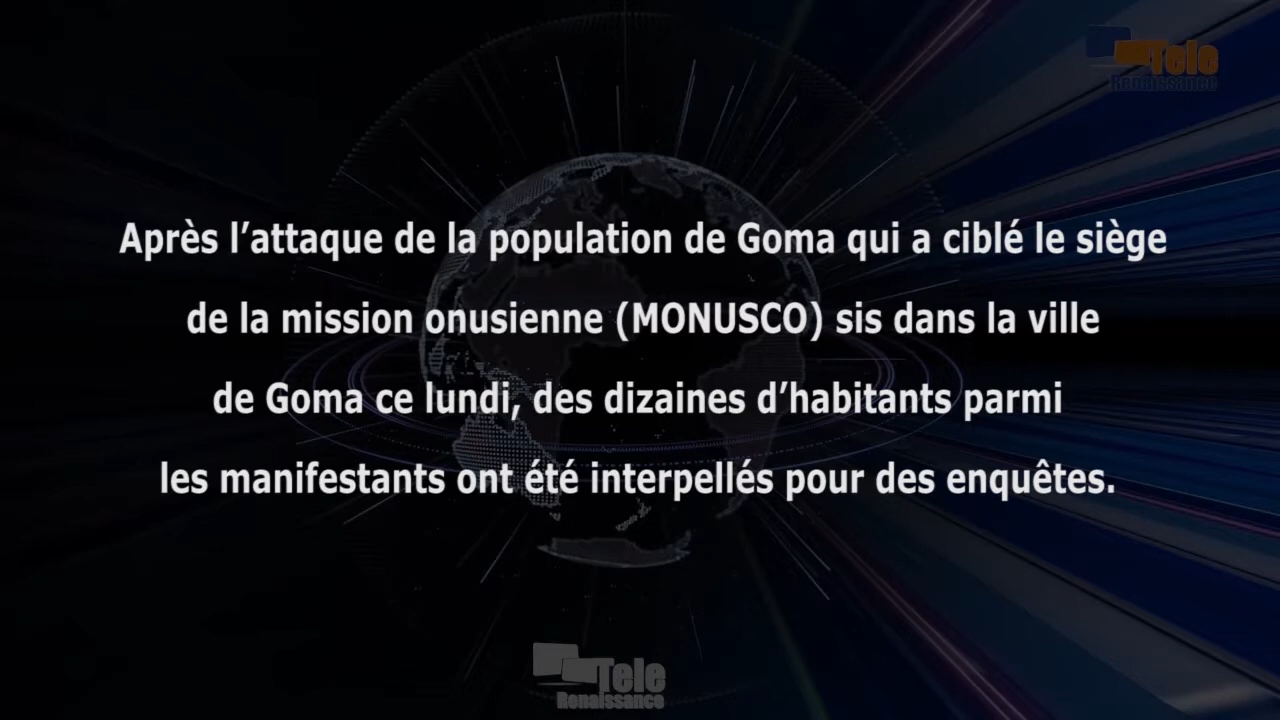 Tele
Renaissance
Après l’attaque de la population de Goma qui a ciblé le siège
de la mission onusienne (MONUSCO) sis dans la ville
de Goma ce lundi, des dizaines d’habitants parmi
les manifestants ont été interpellés pour des enquêtes.
Tele
Renaissance